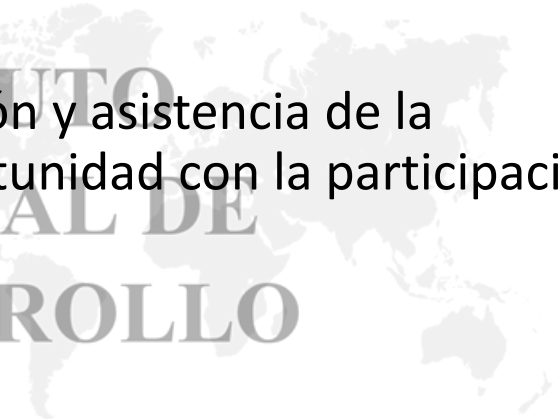 UTO
ón y asistencia de la
tunidad con la participaci
AL DE
ROLLO